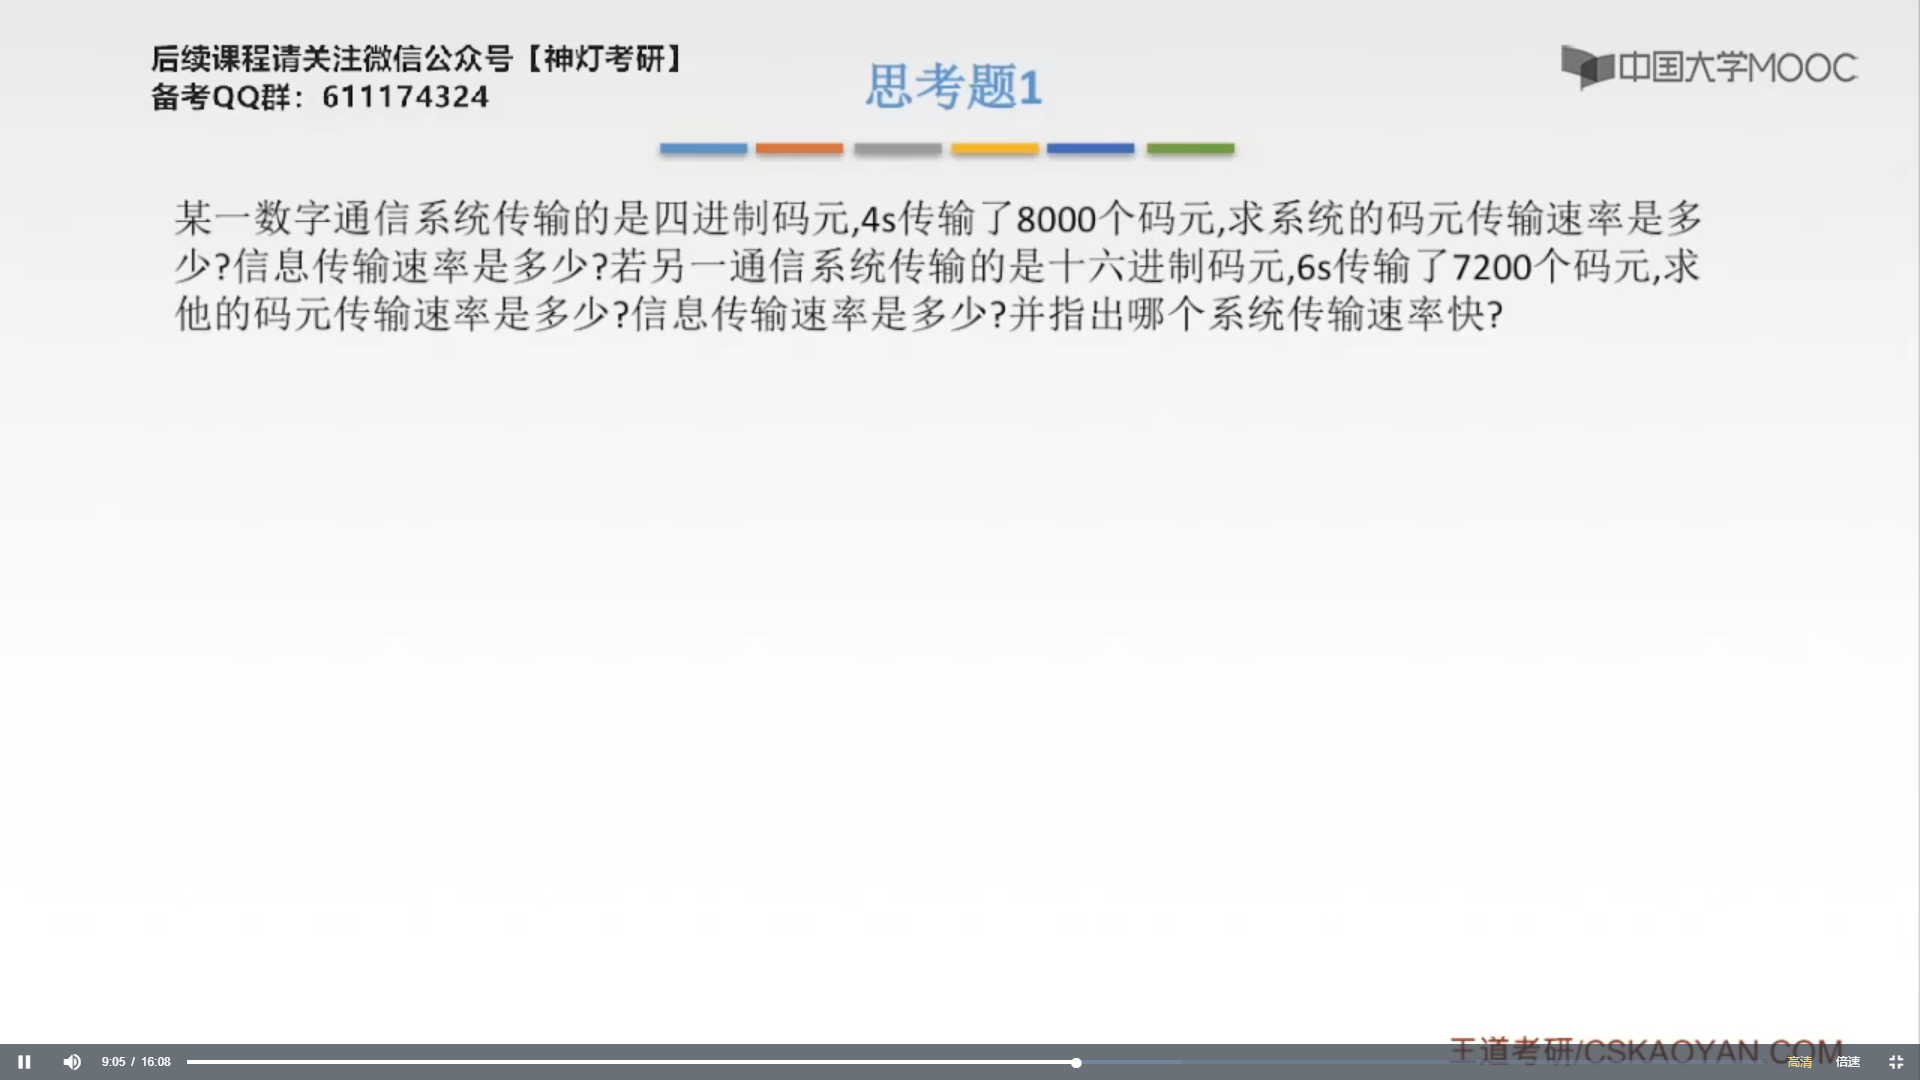 后续课程请关注微信公众号【神灯考研】
备考QQ群：611174324
思考题1
中国大学MOOC
某一数字通信系统传输的是四进制码元,4s传输了8000个码元,求系统的码元传输速率是多
少?信息传输速率是多少?若另一通信系统传输的是十六进制码元,6s传输了7200个码元,求
他的码元传输速率是多少?信息传输速率是多少?并指出哪个系统传输速率快?
王道考研/CSKAOYAN.COM
9:05 / 16:08
高清
倍速